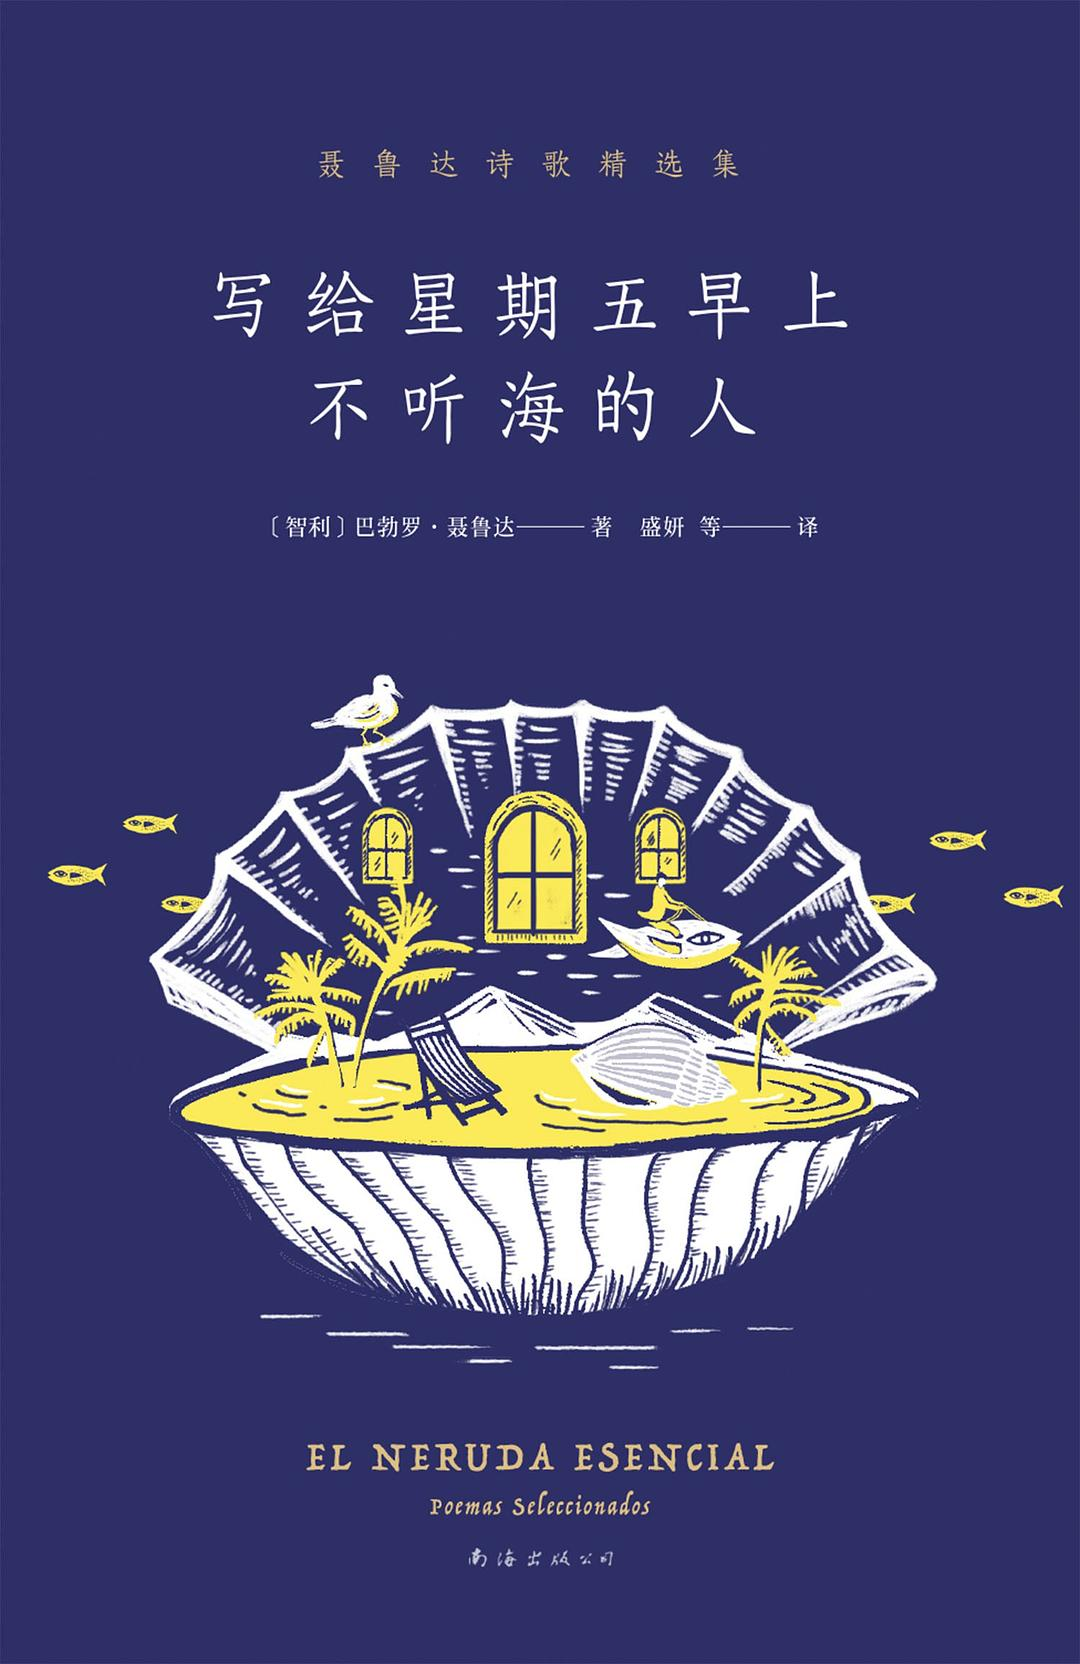 聂鲁达诗歌精选集
写给星期五早上
不听海的人
〔智利〕巴勃罗·聂鲁达——著 盛妍 等——译
EL NERUDA ESENCIAL
Poemas Seleccionados
南海出版公司